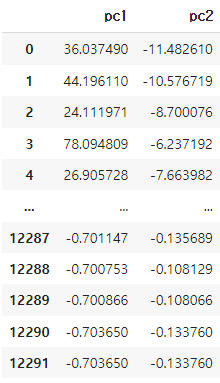 pc1 pc2
0 36.037490 -11.482610
1 44.196110 -10.576719
2 24.111971 -8.700076
3 78.094809 -6.237192
4 26.905728 -7.663982
... ... ...
12287 -0.701147 -0.135689
12288 -0.700753 -0.108129
12289 -0.700866 -0.108066
12290 -0.703650 -0.133760
12291 -0.703650 -0.133760